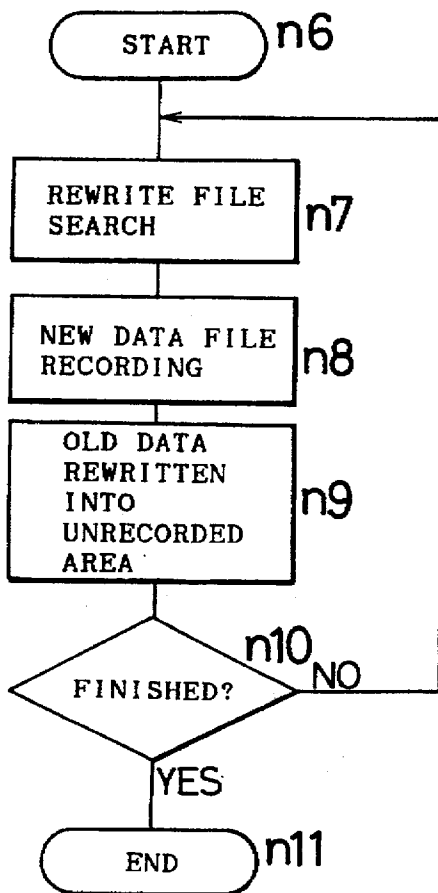 START n6
REWRITE FILE
SEARCH
n7
NEW DATA FILE
RECORDING
n8
OLD DATA
REWRITTEN
INTO
UNRECORDED
AREA
n9
n10
FINISHED?
NO
YES
END n11